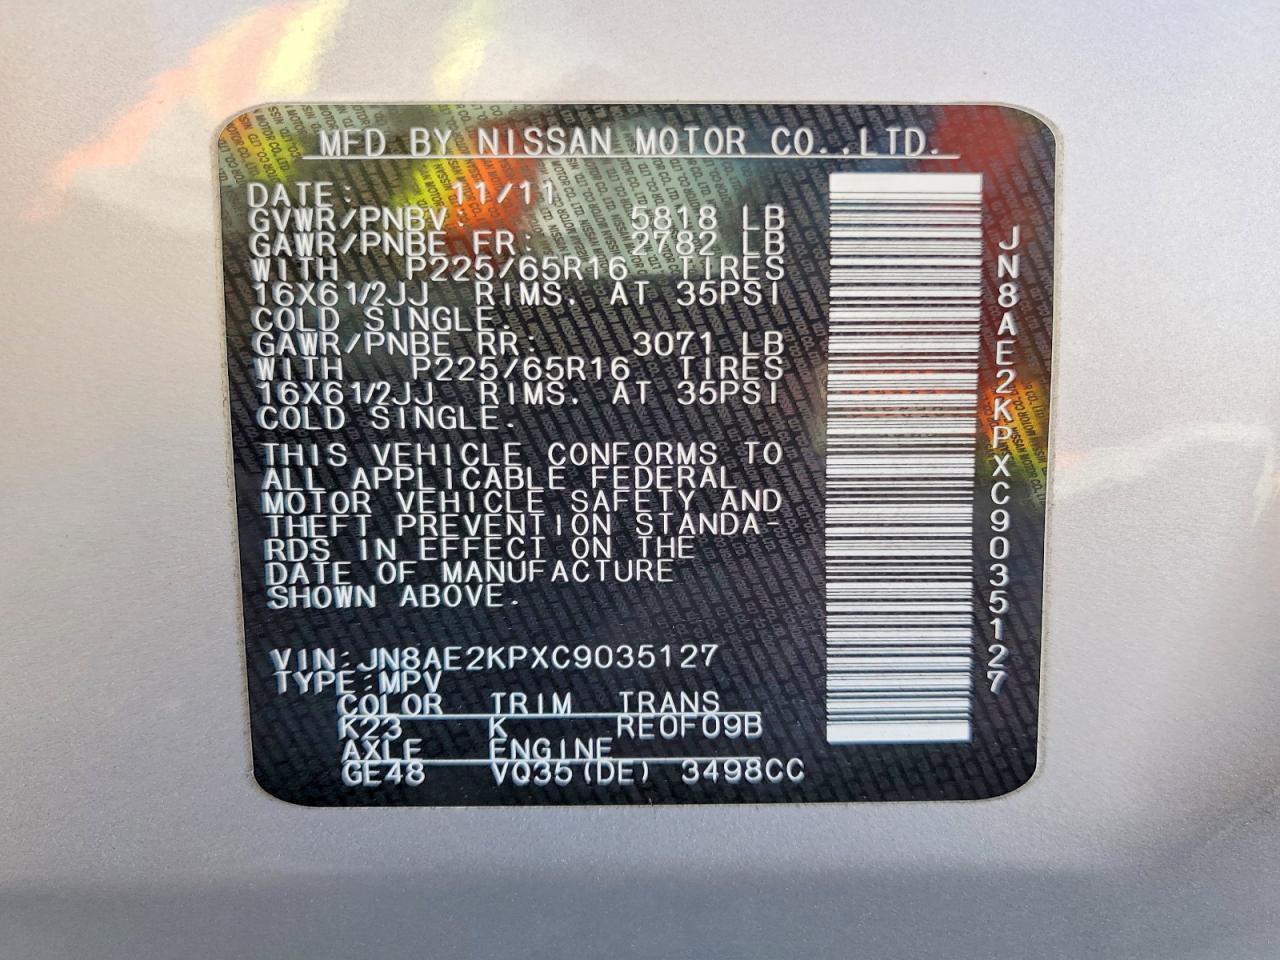 MFD BY NISSAN MOTOR CO.,LTD.
DATE: 11/11
GVWR/PNBV: 5818 LB
GAWR/PNBE FR: 2782 LB
WITH P225/65R16 TIRES
16X61/2JJ RIMS. AT 35PSI
COLD SINGLE.
GAWR/PNBE RR: 3071 LB
WITH P225/65R16 TIRES
16X61/2JJ RIMS. AT 35PSI
COLD SINGLE.
THIS VEHICLE CONFORMS TO
ALL APPLICABLE FEDERAL
MOTOR VEHICLE SAFETY AND
THEFT PREVENTION STANDA-
RDS IN EFFECT ON THE
DATE OF MANUFACTURE
SHOWN ABOVE.
VIN:JN8AE2KPXC9035127
TYPE:MPV
COLOR TRIM TRANS
K23 K RE0F09B
AXLE ENGINE
GE48 VQ35(DE) 3498CC
JN8AE2KPXC9035127